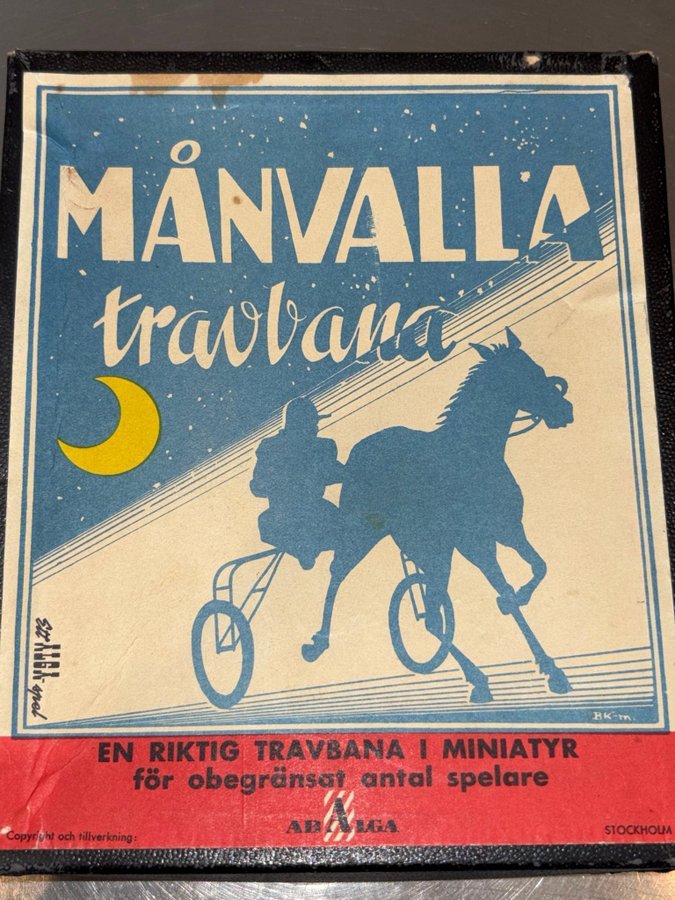 MÅNVALLA
travbana
Ett ALGA-spel
BK-m.
EN RIKTIG TRAVBANA I MINIATYR
för obegränsat antal spelare
AB ALGA
Copyright och tillverkning:
STOCKHOLM